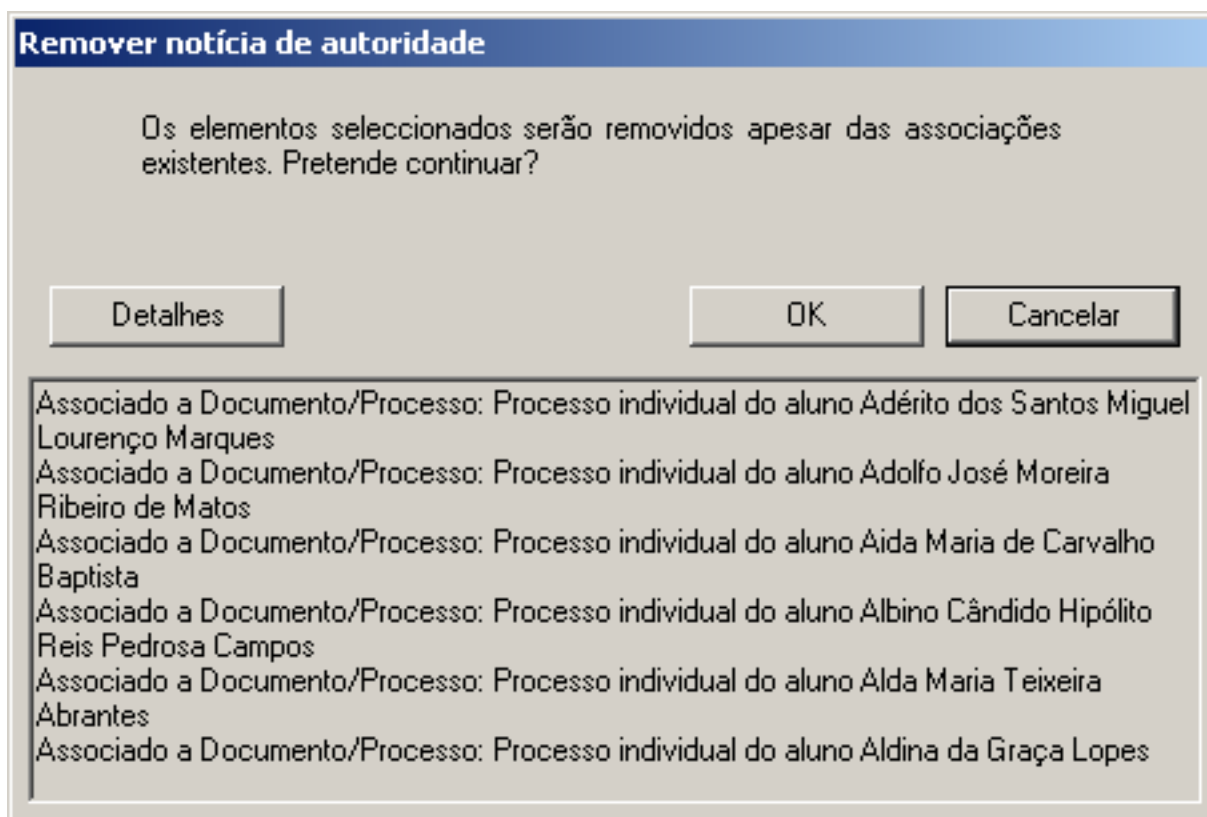 Remover notícia de autoridade
Os elementos seleccionados serão removidos apesar das associações
existentes. Pretende continuar?
Detalhes
OK
Cancelar
Associado a Documento/Processo: Processo individual do aluno Adérito dos Santos Miguel
Lourenço Marques
Associado a Documento/Processo: Processo individual do aluno Adolfo José Moreira
Ribeiro de Matos
Associado a Documento/Processo: Processo individual do aluno Aida Maria de Carvalho
Baptista
Associado a Documento/Processo: Processo individual do aluno Albino Cândido Hipólito
Reis Pedrosa Campos
Associado a Documento/Processo: Processo individual do aluno Alda Maria Teixeira
Abrantes
Associado a Documento/Processo: Processo individual do aluno Aldina da Graça Lopes